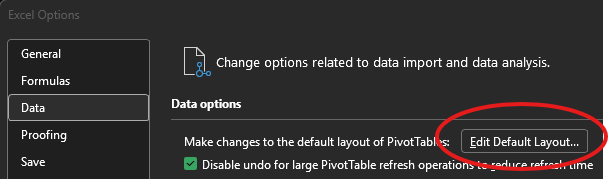 Excel Options
General
Formulas
Data
Proofing
Save
Change options related to data import and data analysis.
Data options
Make changes to the default layout of PivotTables: Edit Default Layout...
Disable undo for large PivotTable refresh operations to reduce refresh time